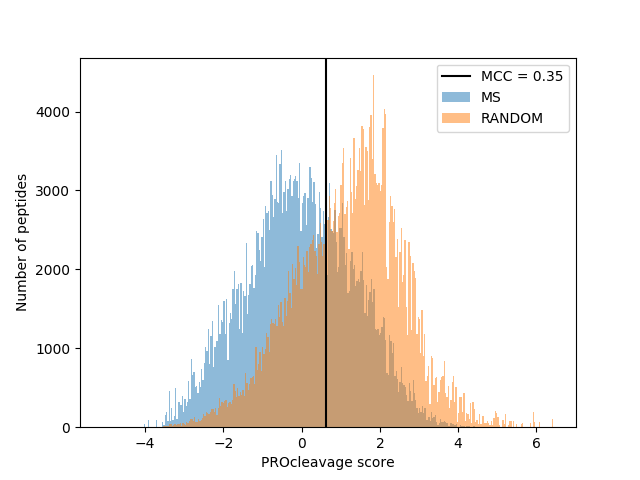 MCC = 0.35
MS
RANDOM
Number of peptides
4000
3000
2000
1000
0
−4 −2 0 2 4 6
PROcleavage score